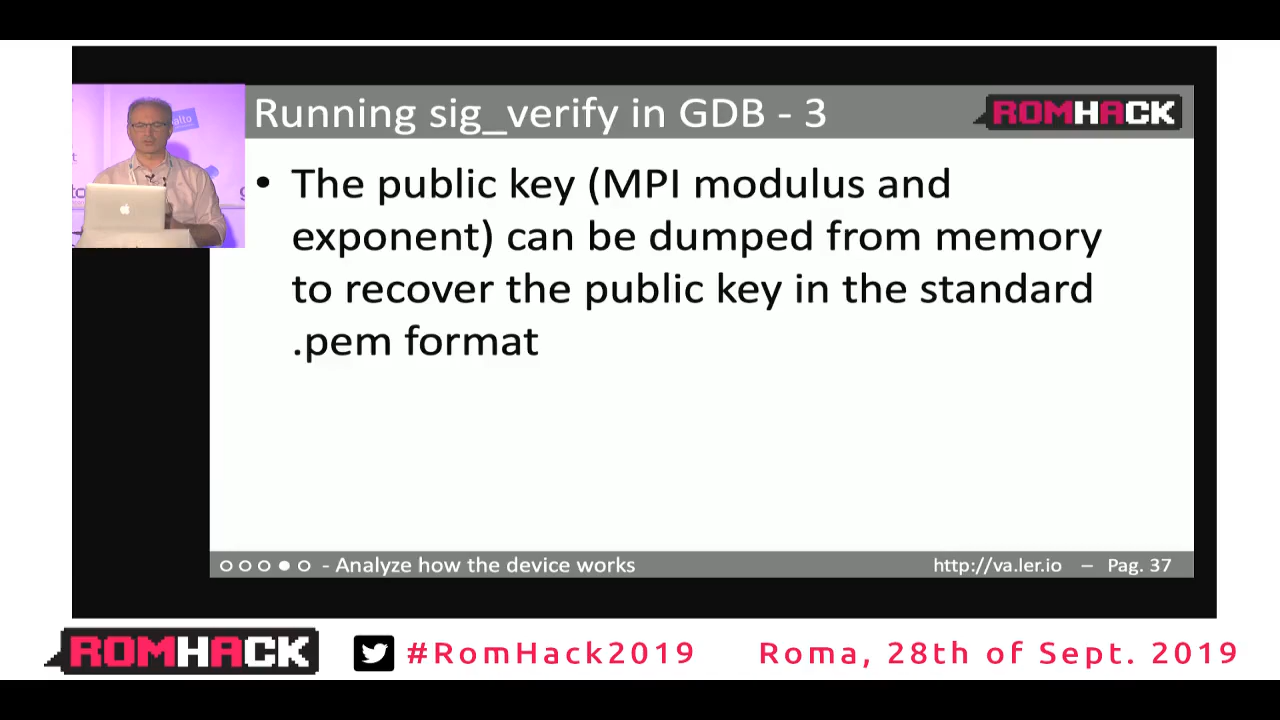 Running sig_verify in GDB - 3
ROMHACK
• The public key (MPI modulus and
exponent) can be dumped from memory
to recover the public key in the standard
.pem format
- Analyze how the device works
http://va.ler.io – Pag. 37
ROMHACK
#RomHack2019
Roma, 28th of Sept. 2019